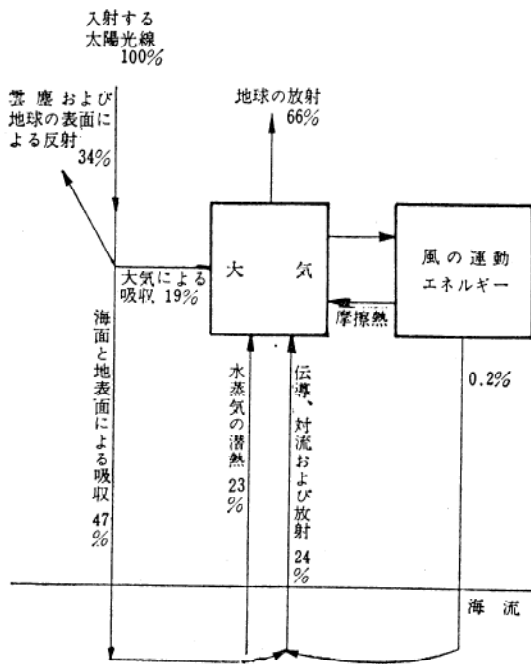 入射する
太陽光線
100%
雲塵および
地球の表面に
よる反射
34%
地球の放射
66%
大気
風の運動
エネルギー
大気による
吸収 19%
摩擦熱
海面と地表面による吸収 47%
水蒸気の潜熱 23%
伝導、対流および放射 24%
0.2%
海流